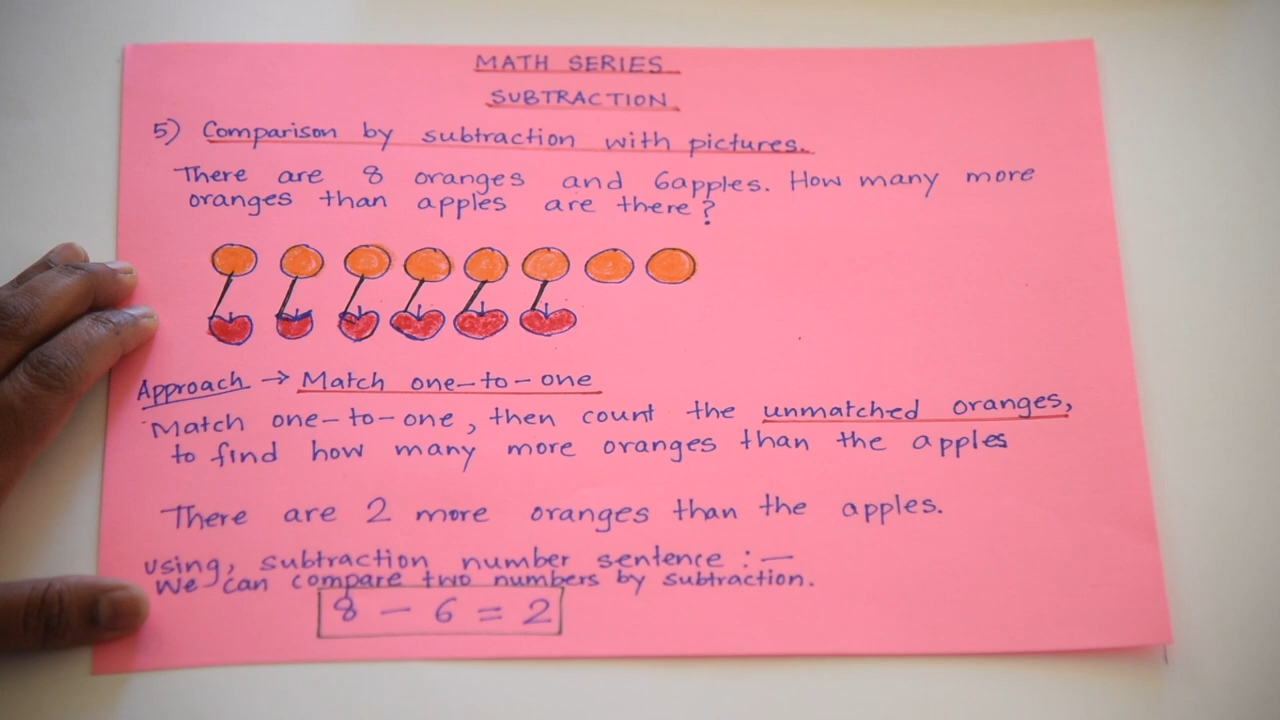 MATH SERIES
SUBTRACTION
5) Comparison by subtraction with pictures.
There are 8 oranges and 6apples. How many more
oranges than apples are there?
Approach → Match one-to-one
Match one-to-one, then count the unmatched oranges,
to find how many more oranges than the apples
There are 2 more oranges than the apples.
using, subtraction number sentence :—
We can compare two numbers by subtraction.
8 - 6 = 2